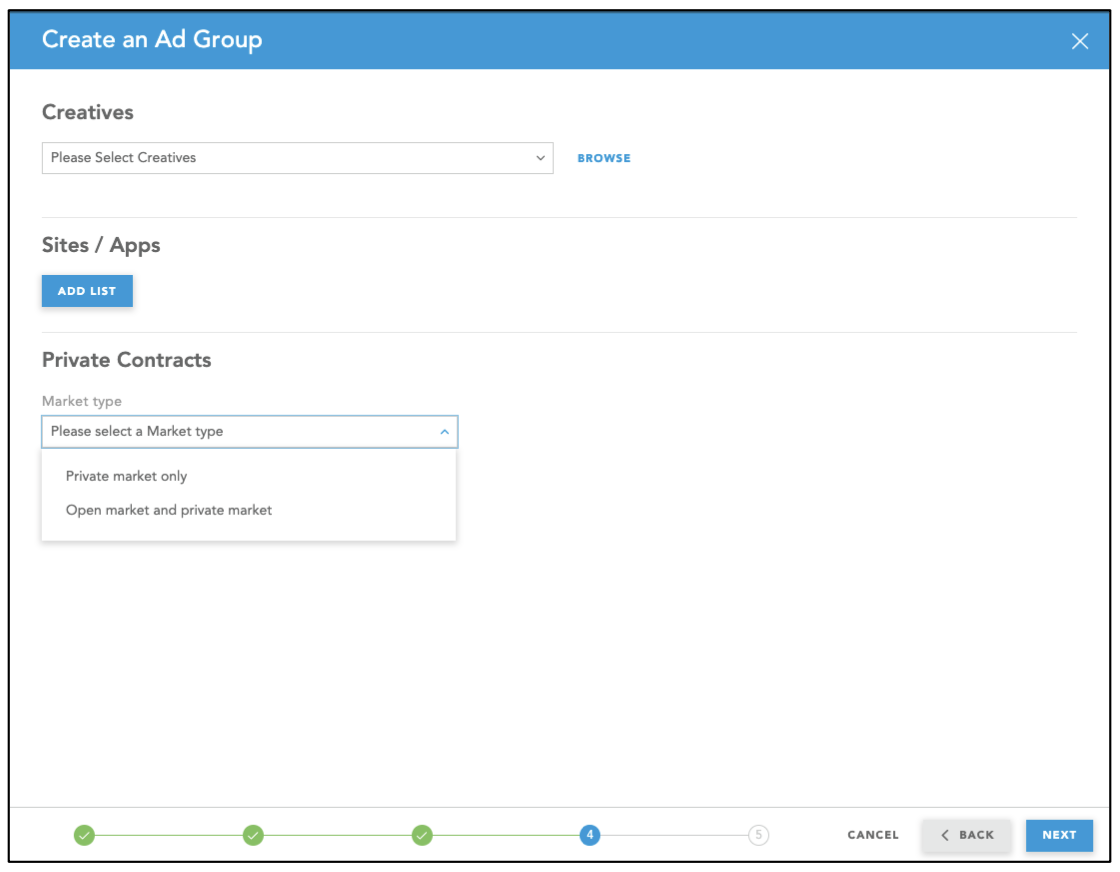 Create an Ad Group
Creatives
Please Select Creatives
BROWSE
Sites / Apps
ADD LIST
Private Contracts
Market type
Please select a Market type
Private market only
Open market and private market
4
5
CANCEL
BACK
NEXT